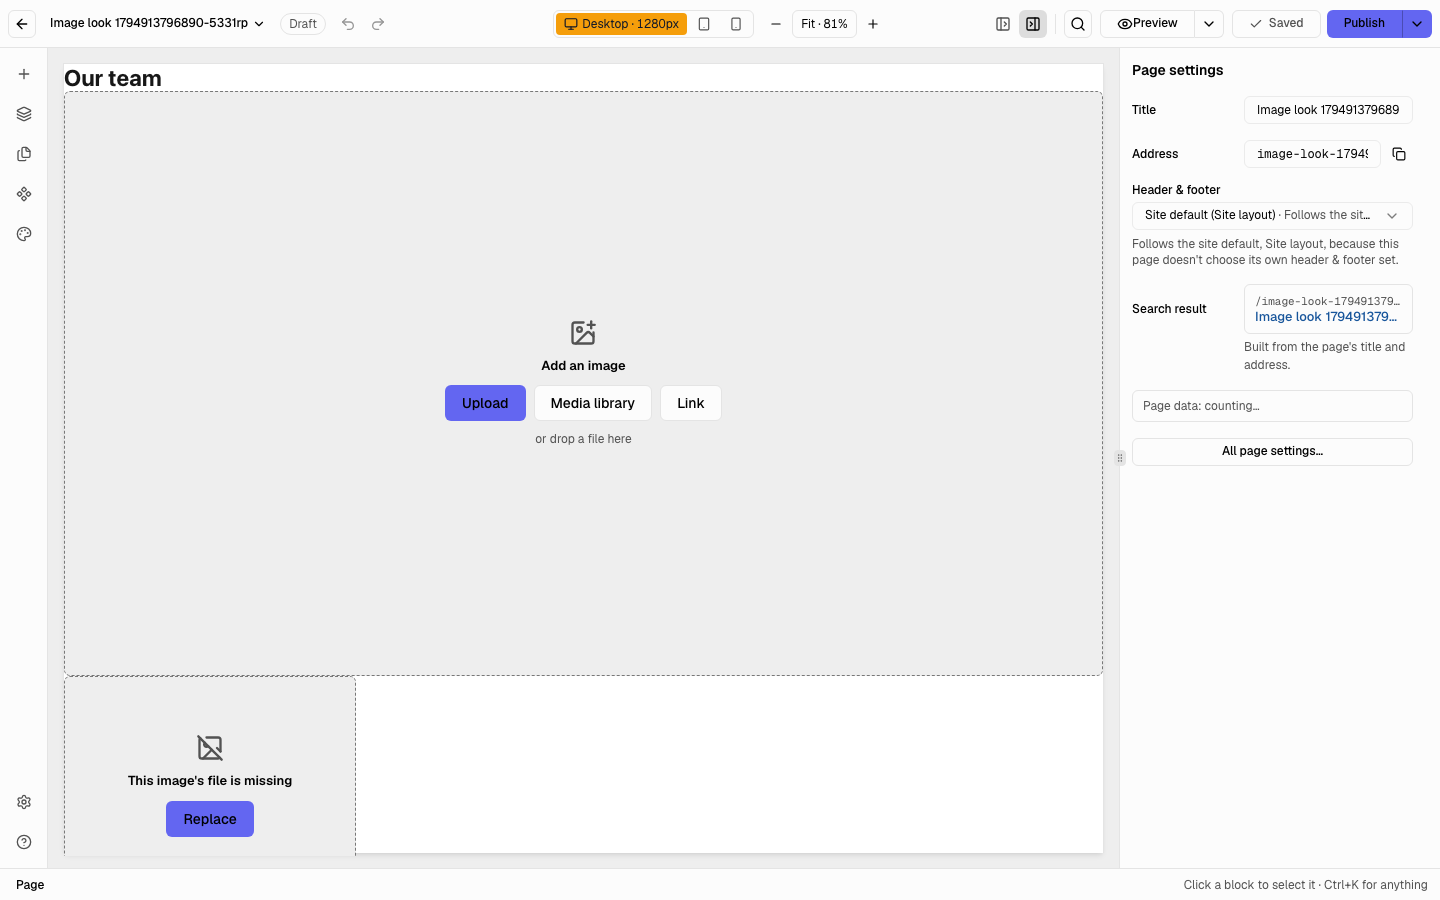 Image look 1794913796890-5331rp
Draft
Desktop · 1280px
Fit · 81%
Preview
Saved
Publish
Our team
Add an image
Upload
Media library
Link
or drop a file here
This image's file is missing
Replace
Page settings
Title
Image look 179491379689
Address
image-look-1794
Header & footer
Site default (Site layout) · Follows the sit…
Follows the site default, Site layout, because this
page doesn't choose its own header & footer set.
Search result
/image-look-179491379…
Image look 179491379…
Built from the page's title and
address.
Page data: counting…
All page settings…
Page
Click a block to select it · Ctrl+K for anything